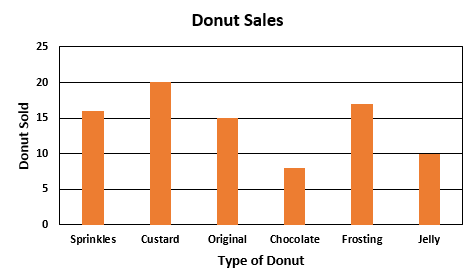 Donut Sales
Donut Sold
25
20
15
10
5
0
Sprinkles Custard Original Chocolate Frosting Jelly
Type of Donut